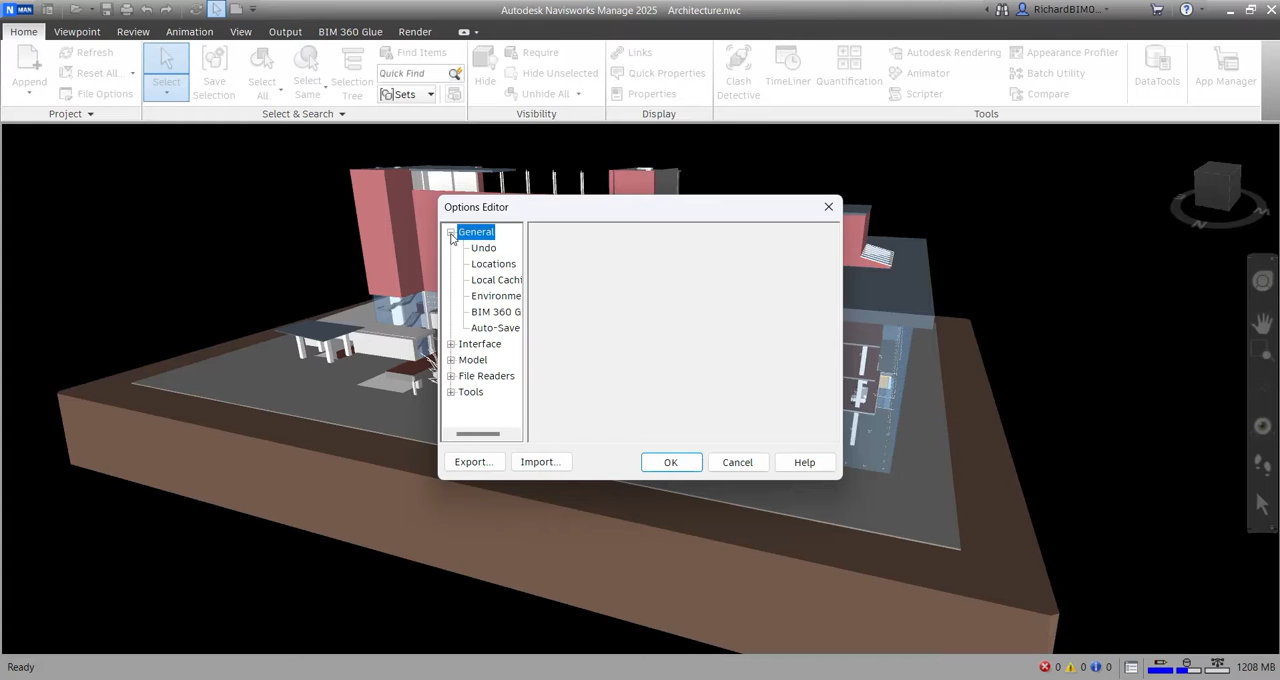 MAN
Autodesk Navisworks Manage 2025 Architecture.nwc
RichardBIMO...
Home Viewpoint Review Animation View Output BIM 360 Glue Render
Append
Refresh
Reset All...
File Options
Select
Save Selection
Select All
Select Same
Selection Tree
Find Items
Quick Find
Sets
Hide
Require
Hide Unselected
Unhide All
Links
Quick Properties
Properties
Clash Detective
TimeLiner
Quantification
Autodesk Rendering
Animator
Scripter
Appearance Profiler
Batch Utility
Compare
DataTools
App Manager
Project
Select & Search
Visibility
Display
Tools
Options Editor
General
Undo
Locations
Local Cachi
Environme
BIM 360 G
Auto-Save
Interface
Model
File Readers
Tools
Export... Import... OK Cancel Help
Ready
0 0 0 1208 MB